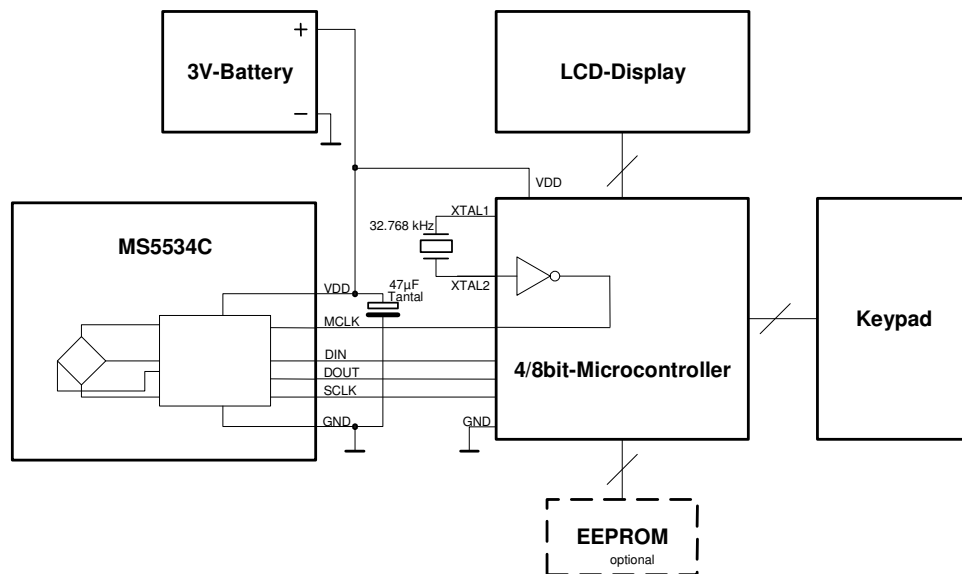 +
3V-Battery
−
LCD-Display
VDD
MS5534C
32.768 kHz
XTAL1
XTAL2
VDD
47µF
Tantal
MCLK
DIN
DOUT
SCLK
GND
GND
4/8bit-Microcontroller
Keypad
EEPROM
optional